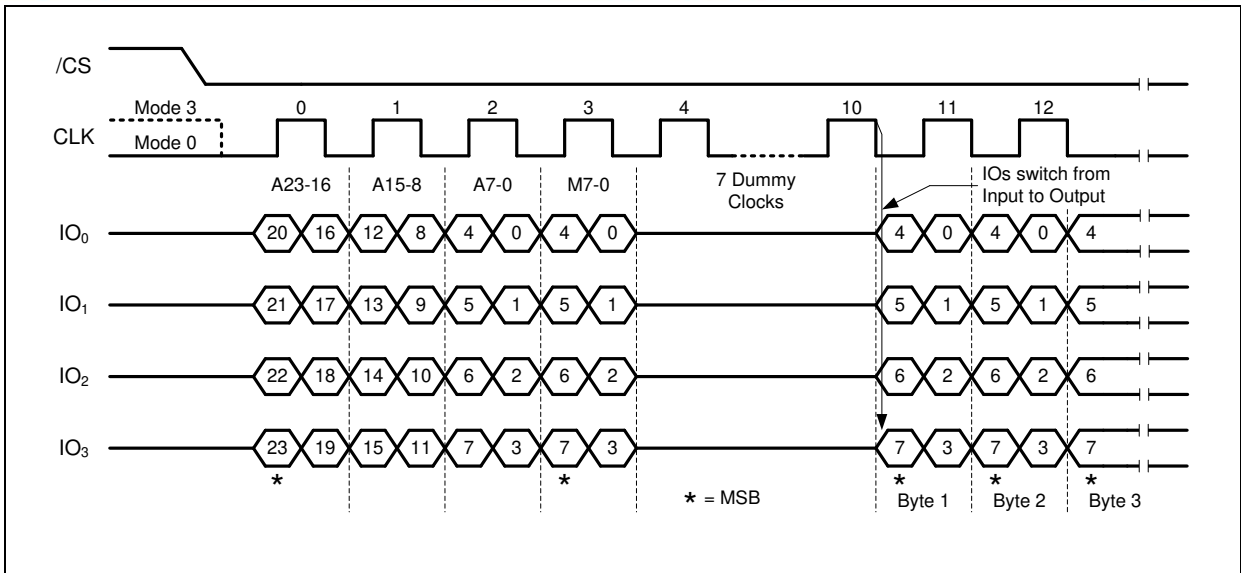 /CS
Mode 3 0 1 2 3 4 10 11 12
CLK
Mode 0
A23-16 A15-8 A7-0 M7-0 7 Dummy Clocks
IOs switch from
Input to Output
IO₀ 20 16 12 8 4 0 4 0 4 0 4 0 4
IO₁ 21 17 13 9 5 1 5 1 5 1 5 1 5
IO₂ 22 18 14 10 6 2 6 2 6 2 6 2 6
IO₃ 23 19 15 11 7 3 7 3 7 3 7 3 7
* * * * *
* = MSB
Byte 1 Byte 2 Byte 3